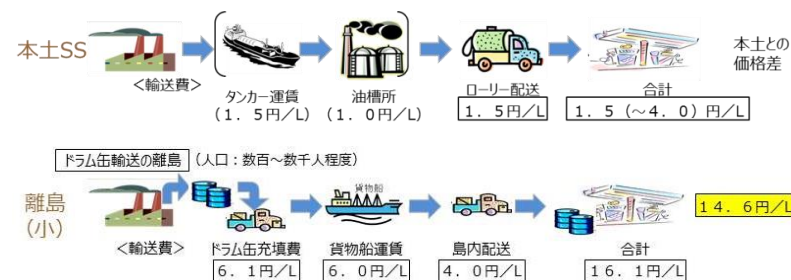 本土SS
本土との
価格差
<輸送費>
タンカー運賃
(1.5円/L)
油槽所
(1.0円/L)
ローリー配送
1.5円/L
合計
1.5(~4.0)円/L
ドラム缶輸送の離島
(人口:数百~数千人程度)
離島
(小)
貨物船
14.6円/L
<輸送費>
ドラム缶充填費
6.1円/L
貨物船運賃
6.0円/L
島内配送
4.0円/L
合計
16.1円/L